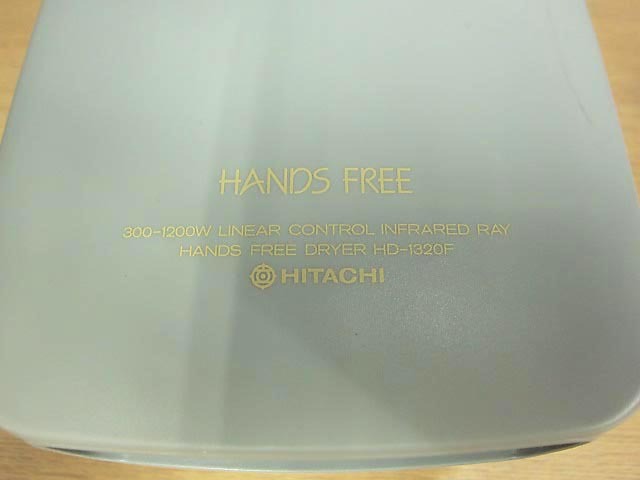 HANDS FREE
300-1200W LINEAR CONTROL INFRARED RAY
HANDS FREE DRYER HD-1320F
HITACHI